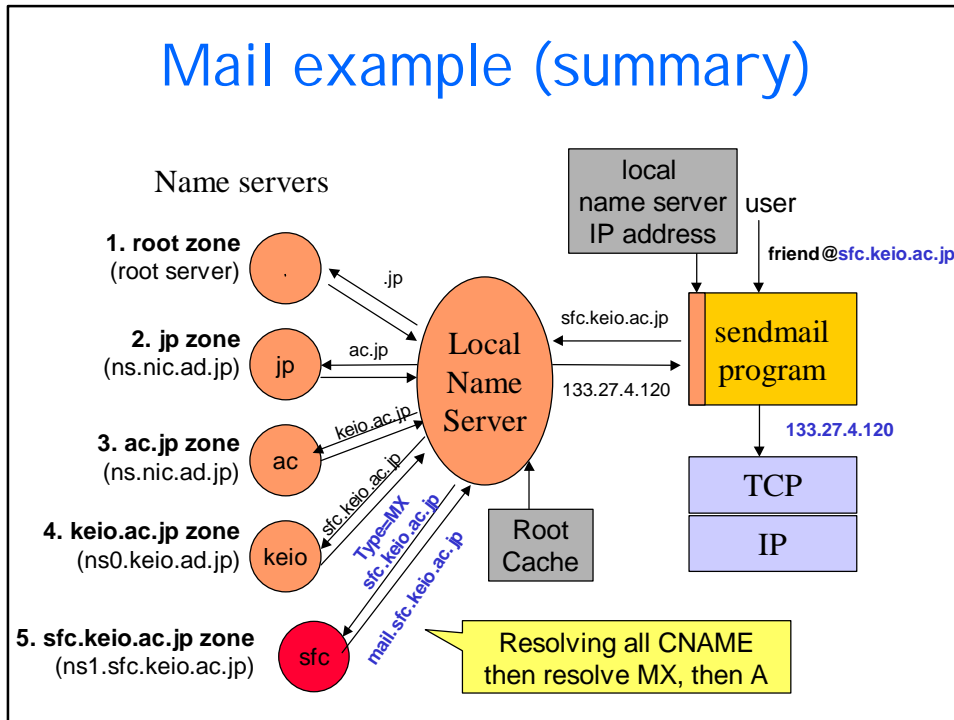 Mail example (summary)
Name servers
local
name server
IP address
user
friend@sfc.keio.ac.jp
1. root zone
(root server)
.
.jp
2. jp zone
(ns.nic.ad.jp)
jp
ac.jp
3. ac.jp zone
(ns.nic.ad.jp)
ac
keio.ac.jp
4. keio.ac.jp zone
(ns0.keio.ad.jp)
keio
sfc.keio.ac.jp
5. sfc.keio.ac.jp zone
(ns1.sfc.keio.ac.jp)
sfc
Type=MX
sfc.keio.ac.jp
mail.sfc.keio.ac.jp
Local
Name
Server
Root
Cache
sfc.keio.ac.jp
133.27.4.120
sendmail
program
133.27.4.120
TCP
IP
Resolving all CNAME
then resolve MX, then A